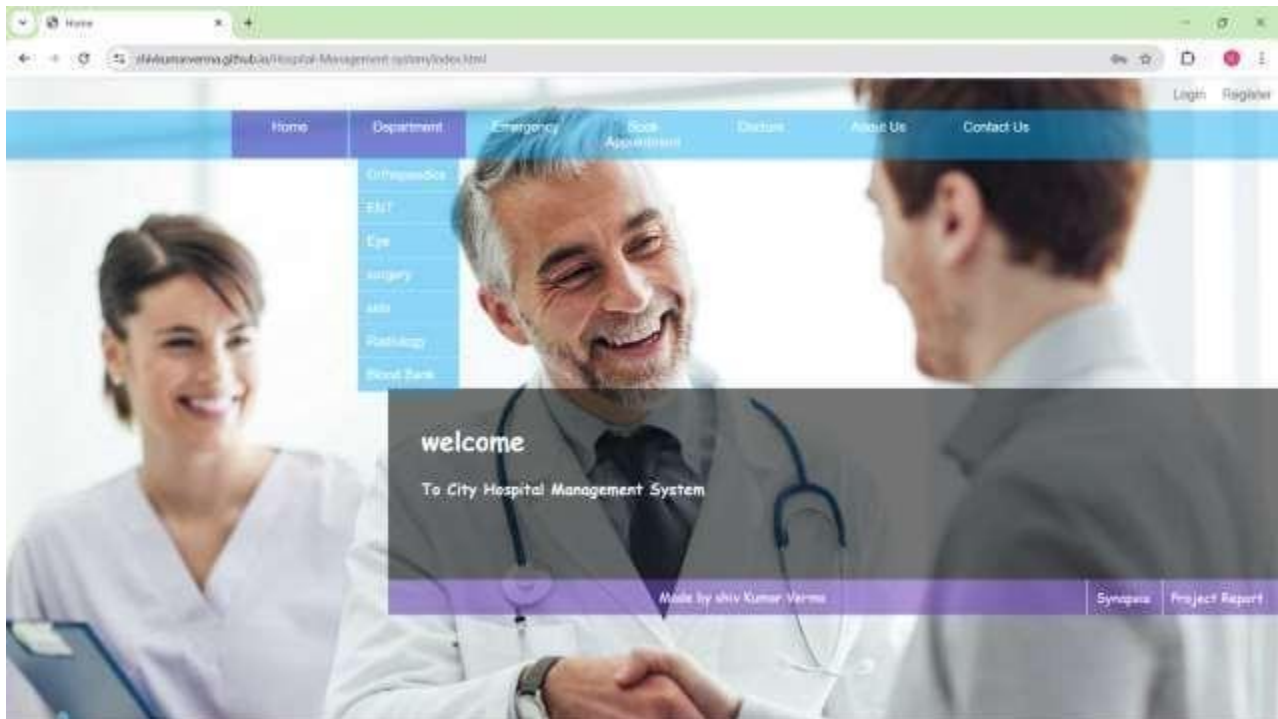 Home
shivkumarverma.github.io/Hospital-Management system/Index.html
Login Register
Home Department Emergency Book Appointment Doctors About Us Contact Us
Orthopaedics
ENT
Eye
surgery
Radiology
Blood Bank
welcome
To City Hospital Management System
Made by shiv Kumar Verma Synopsis Project Report